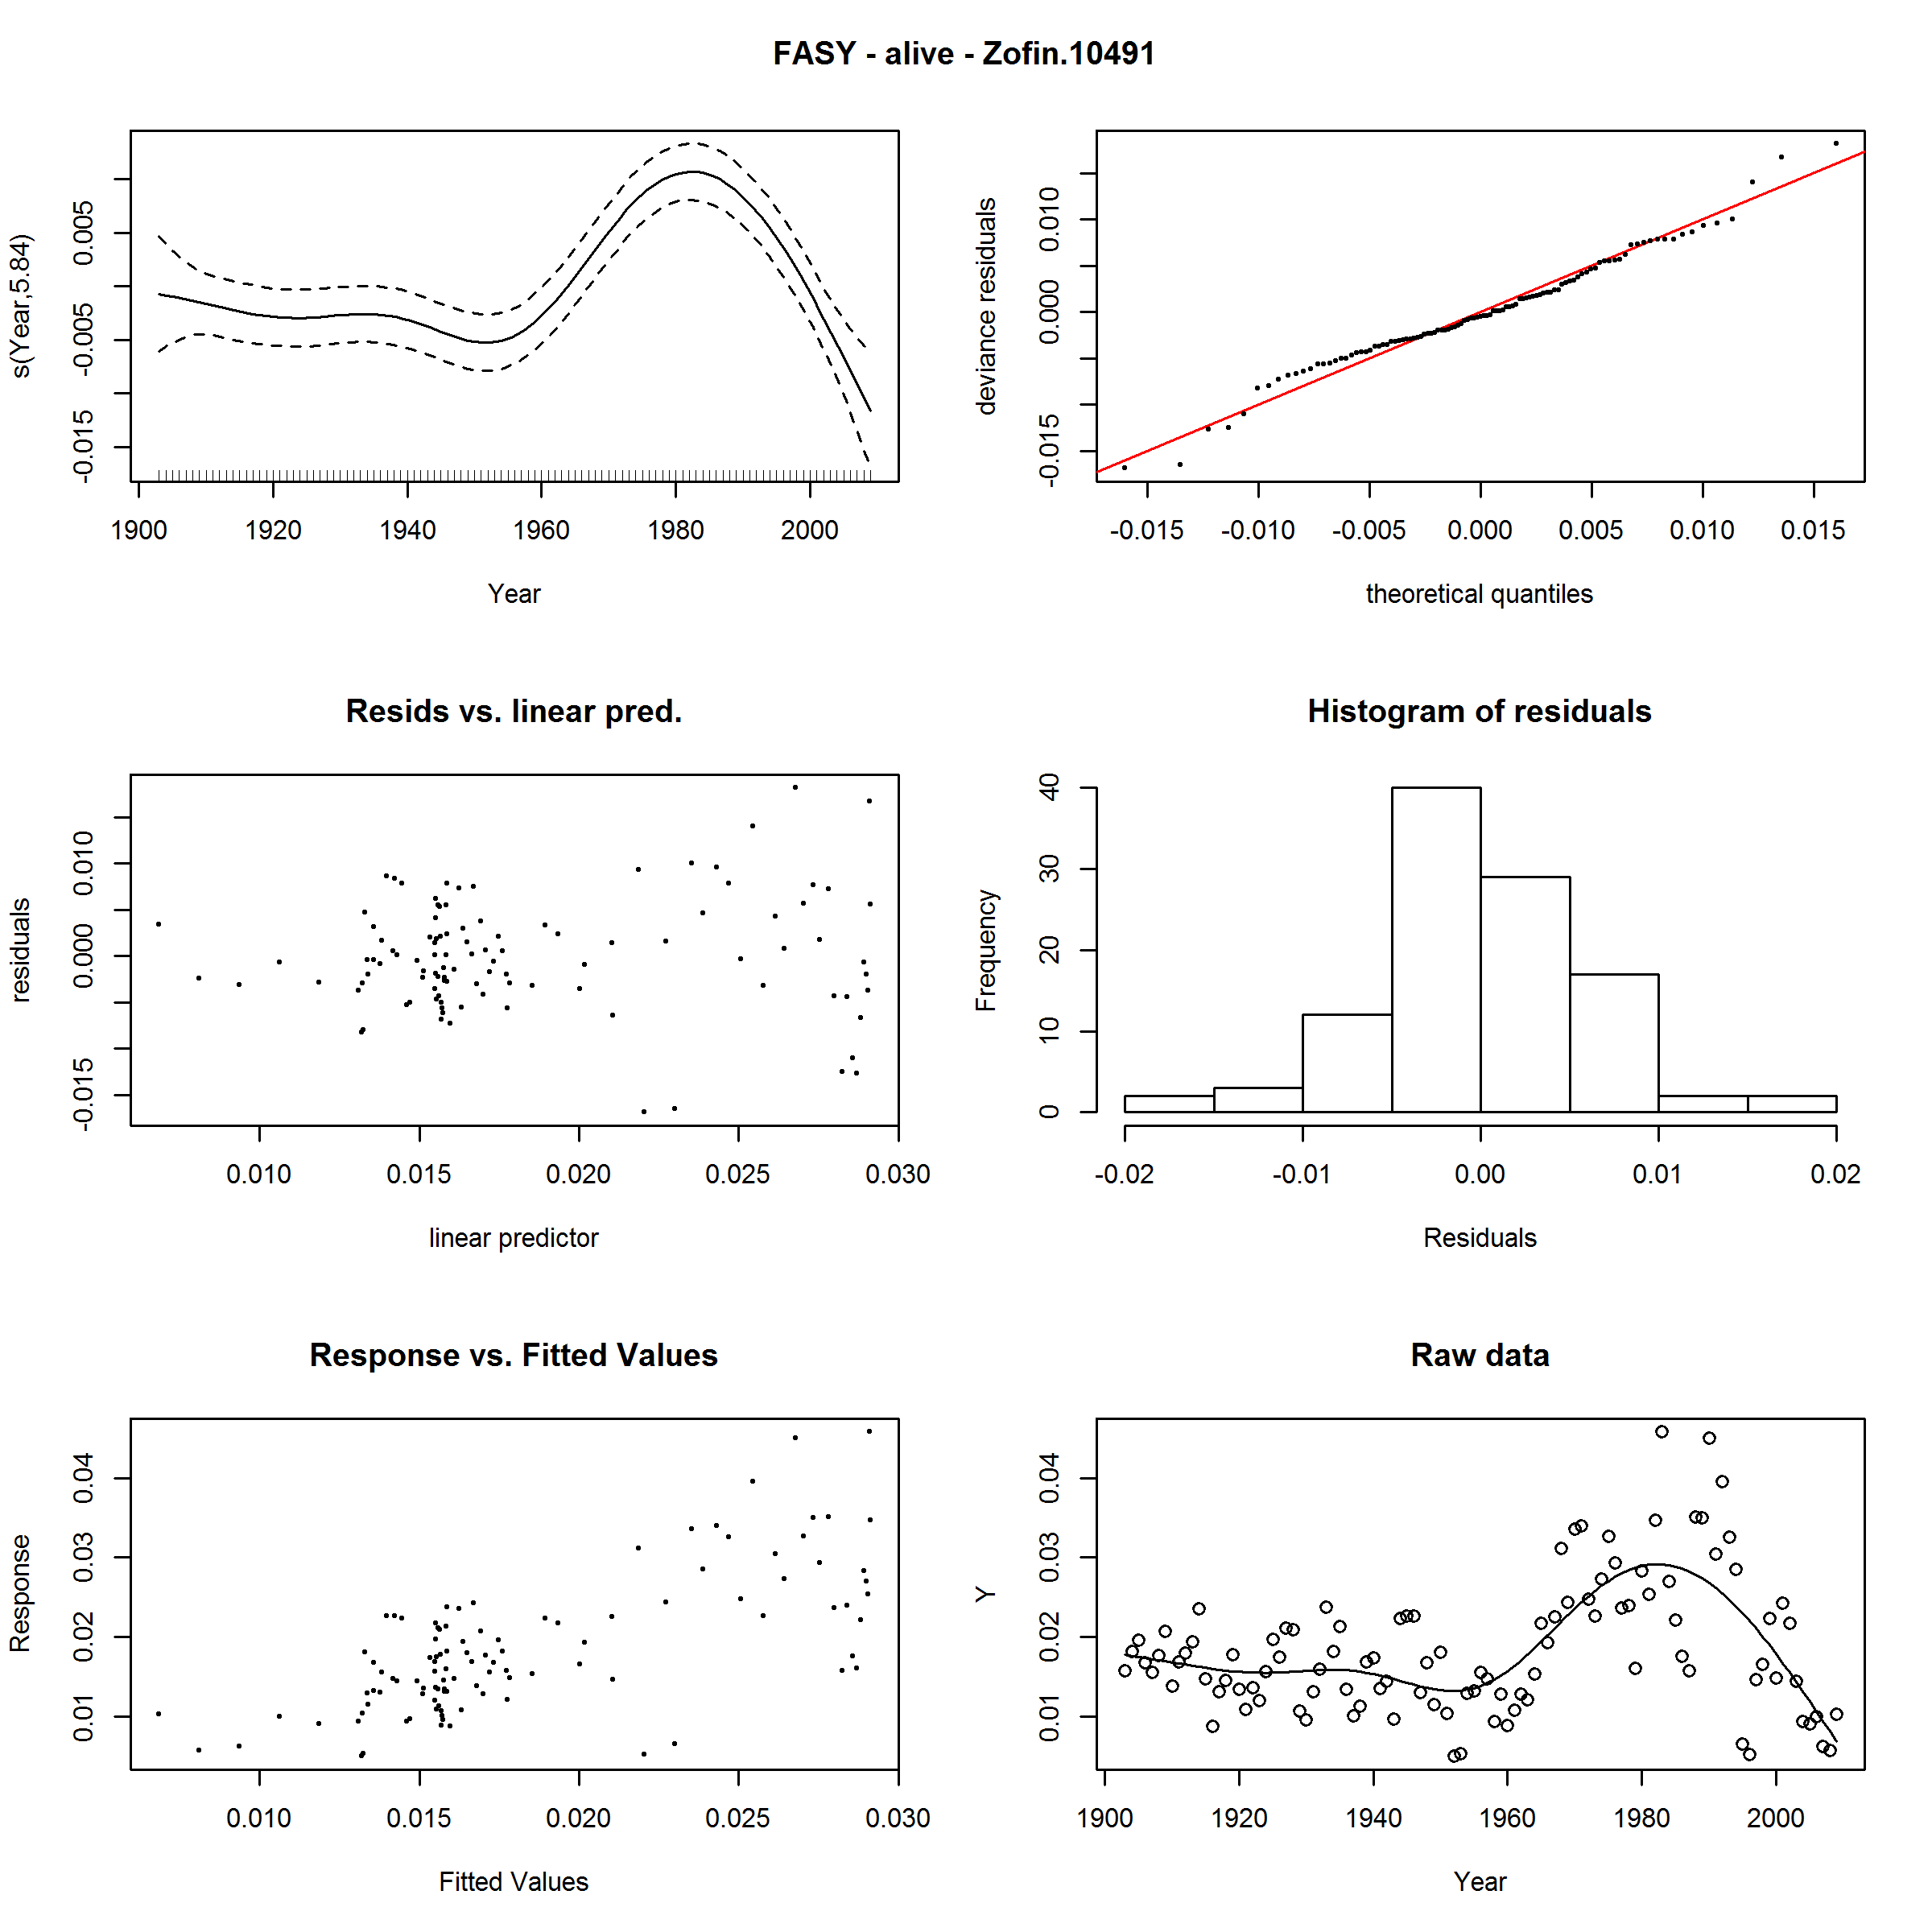 FASY - alive - Zofin.10491
s(Year,5.84)
0.005
-0.005
-0.015
1900 1920 1940 1960 1980 2000
Year
deviance residuals
0.010
0.000
-0.015
-0.015 -0.010 -0.005 0.000 0.005 0.010 0.015
theoretical quantiles
Resids vs. linear pred.
residuals
0.010
0.000
-0.015
0.010 0.015 0.020 0.025 0.030
linear predictor
Histogram of residuals
Frequency
40
30
20
10
0
-0.02 -0.01 0.00 0.01 0.02
Residuals
Response vs. Fitted Values
Response
0.04
0.03
0.02
0.01
0.010 0.015 0.020 0.025 0.030
Fitted Values
Raw data
Y
0.04
0.03
0.02
0.01
1900 1920 1940 1960 1980 2000
Year